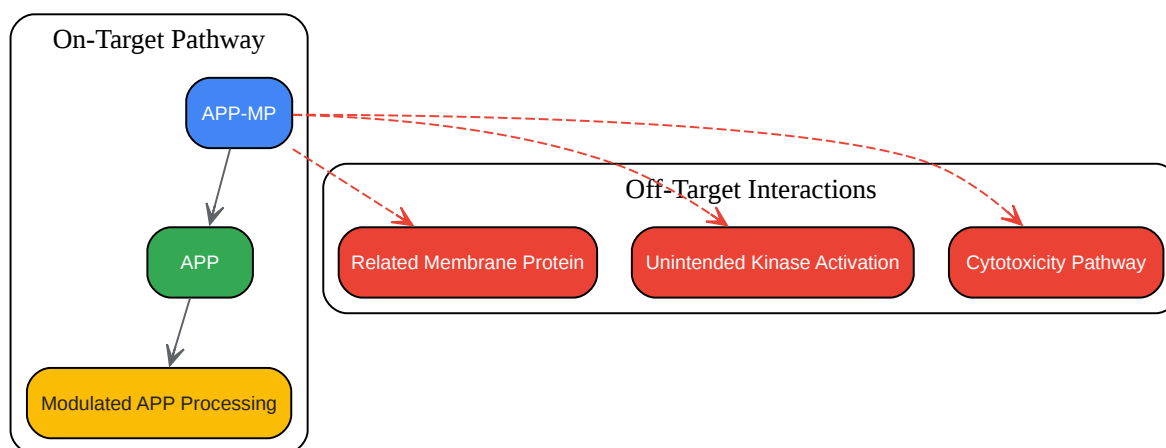 On-Target Pathway
APP-MP
Off-Target Interactions
APP
Related Membrane Protein
Unintended Kinase Activation
Cytotoxicity Pathway
Modulated APP Processing